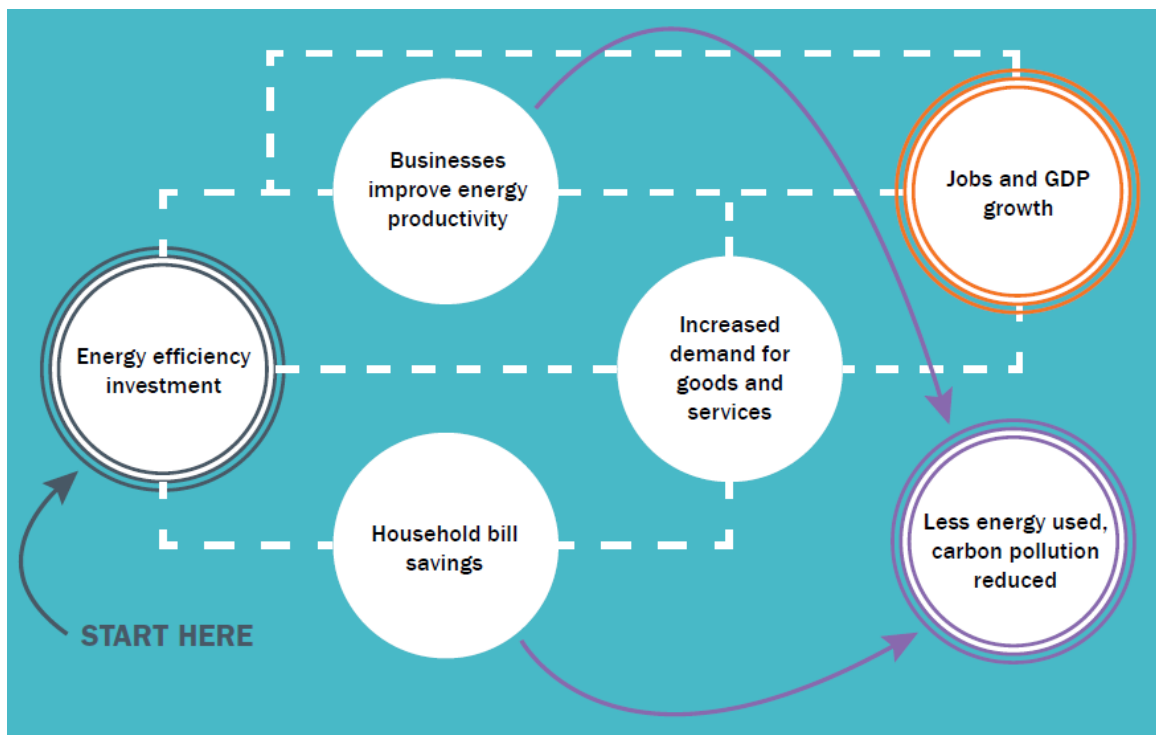 Businesses
improve energy
productivity
Jobs and GDP
growth
Energy efficiency
investment
Increased
demand for
goods and
services
Household bill
savings
Less energy used,
carbon pollution
reduced
START HERE